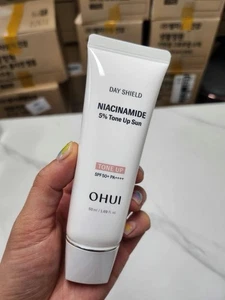 DAY SHIELD
NIACINAMIDE
5% Tone Up Sun
TONE UP
SPF50+ PA++++
OHUI